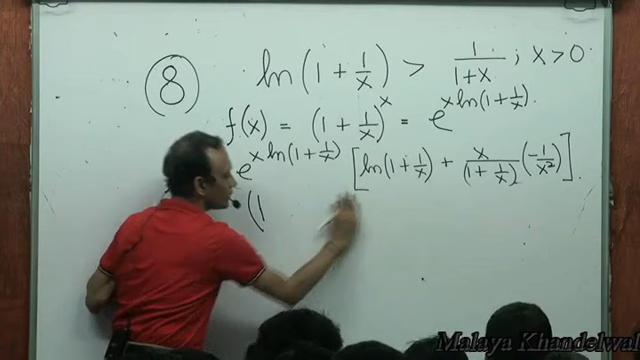 (8) ln(1 + 1/x) > 1/(1+x) ; x > 0.
f(x) = (1 + 1/x)^x = e^{x ln(1 + 1/x)}.
e^{x ln(1 + 1/x)} [ln(1 + 1/x) + x/(1 + 1/x) (-1/x²)].
(1
Malaya Khandelwal